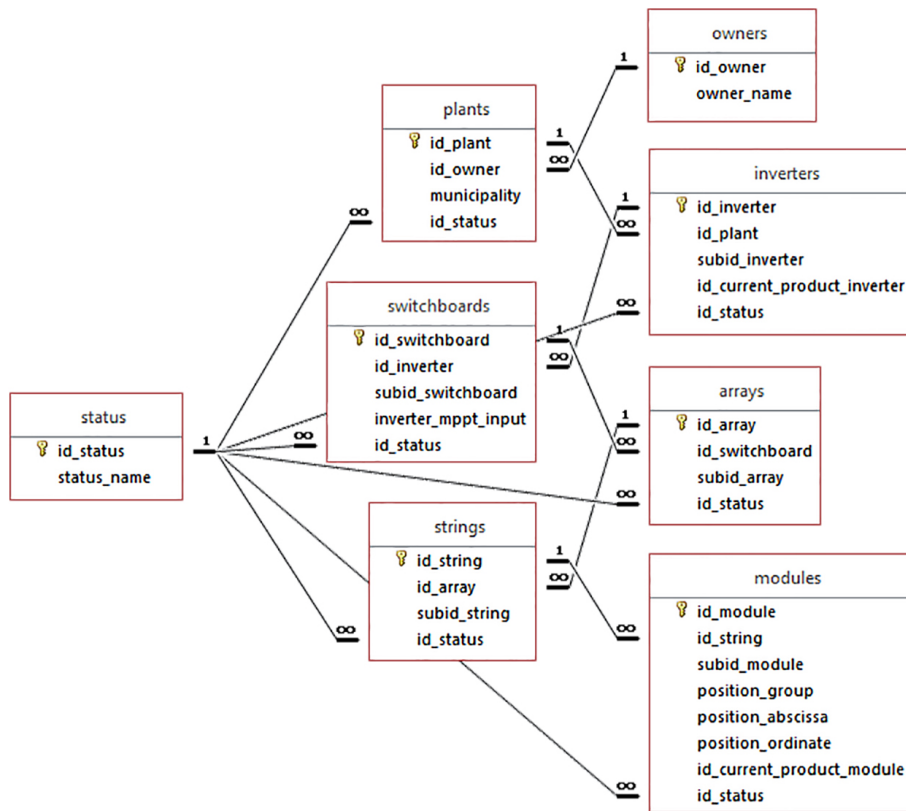 owners
id_owner
owner_name
plants
id_plant
id_owner
municipality
id_status
inverters
id_inverter
id_plant
subid_inverter
id_current_product_inverter
id_status
switchboards
id_switchboard
id_inverter
subid_switchboard
inverter_mppt_input
id_status
status
id_status
status_name
arrays
id_array
id_switchboard
subid_array
id_status
strings
id_string
id_array
subid_string
id_status
modules
id_module
id_string
subid_module
position_group
position_abscissa
position_ordinate
id_current_product_module
id_status
1
1
∞
∞
1
∞
∞
1
∞
∞
1
∞
1
∞
∞
1
∞
∞
∞
∞